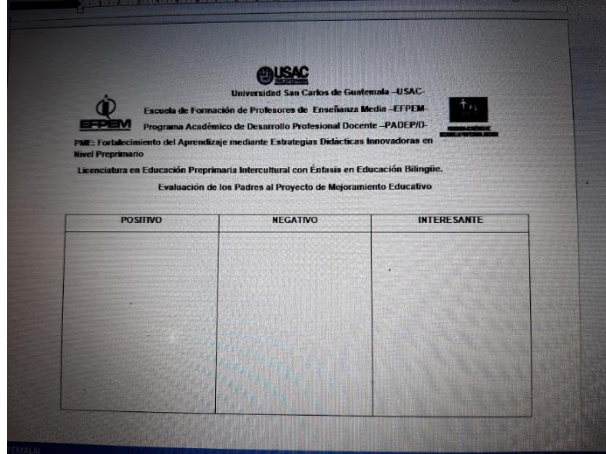 USAC
Universidad San Carlos de Guatemala –USAC-
Escuela de Formación de Profesores de Enseñanza Media –EFPEM-
EFPEM
Programa Académico de Desarrollo Profesional Docente –PADEP/D-
PME: Fortalecimiento del Aprendizaje mediante Estrategias Didácticas Innovadoras en
Nivel Preprimario
Licenciatura en Educación Preprimaria Intercultural con Énfasis en Educación Bilingüe.
Evaluación de los Padres al Proyecto de Mejoramiento Educativo
POSITIVO
NEGATIVO
INTERESANTE